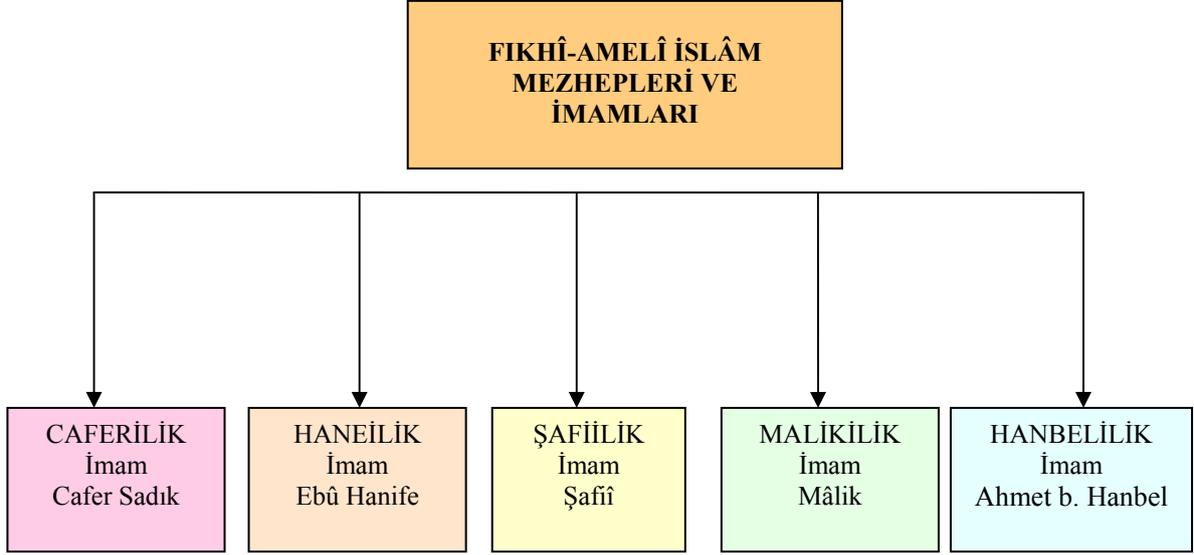 FIKHÎ-AMELÎ İSLÂM
MEZHEPLERİ VE
İMAMLARI
CAFERİLİK
İmam
Cafer Sadık
HANEİLİK
İmam
Ebû Hanife
ŞAFİİLİK
İmam
Şafiî
MALİKİLİK
İmam
Mâlik
HANBELİLİK
İmam
Ahmet b. Hanbel